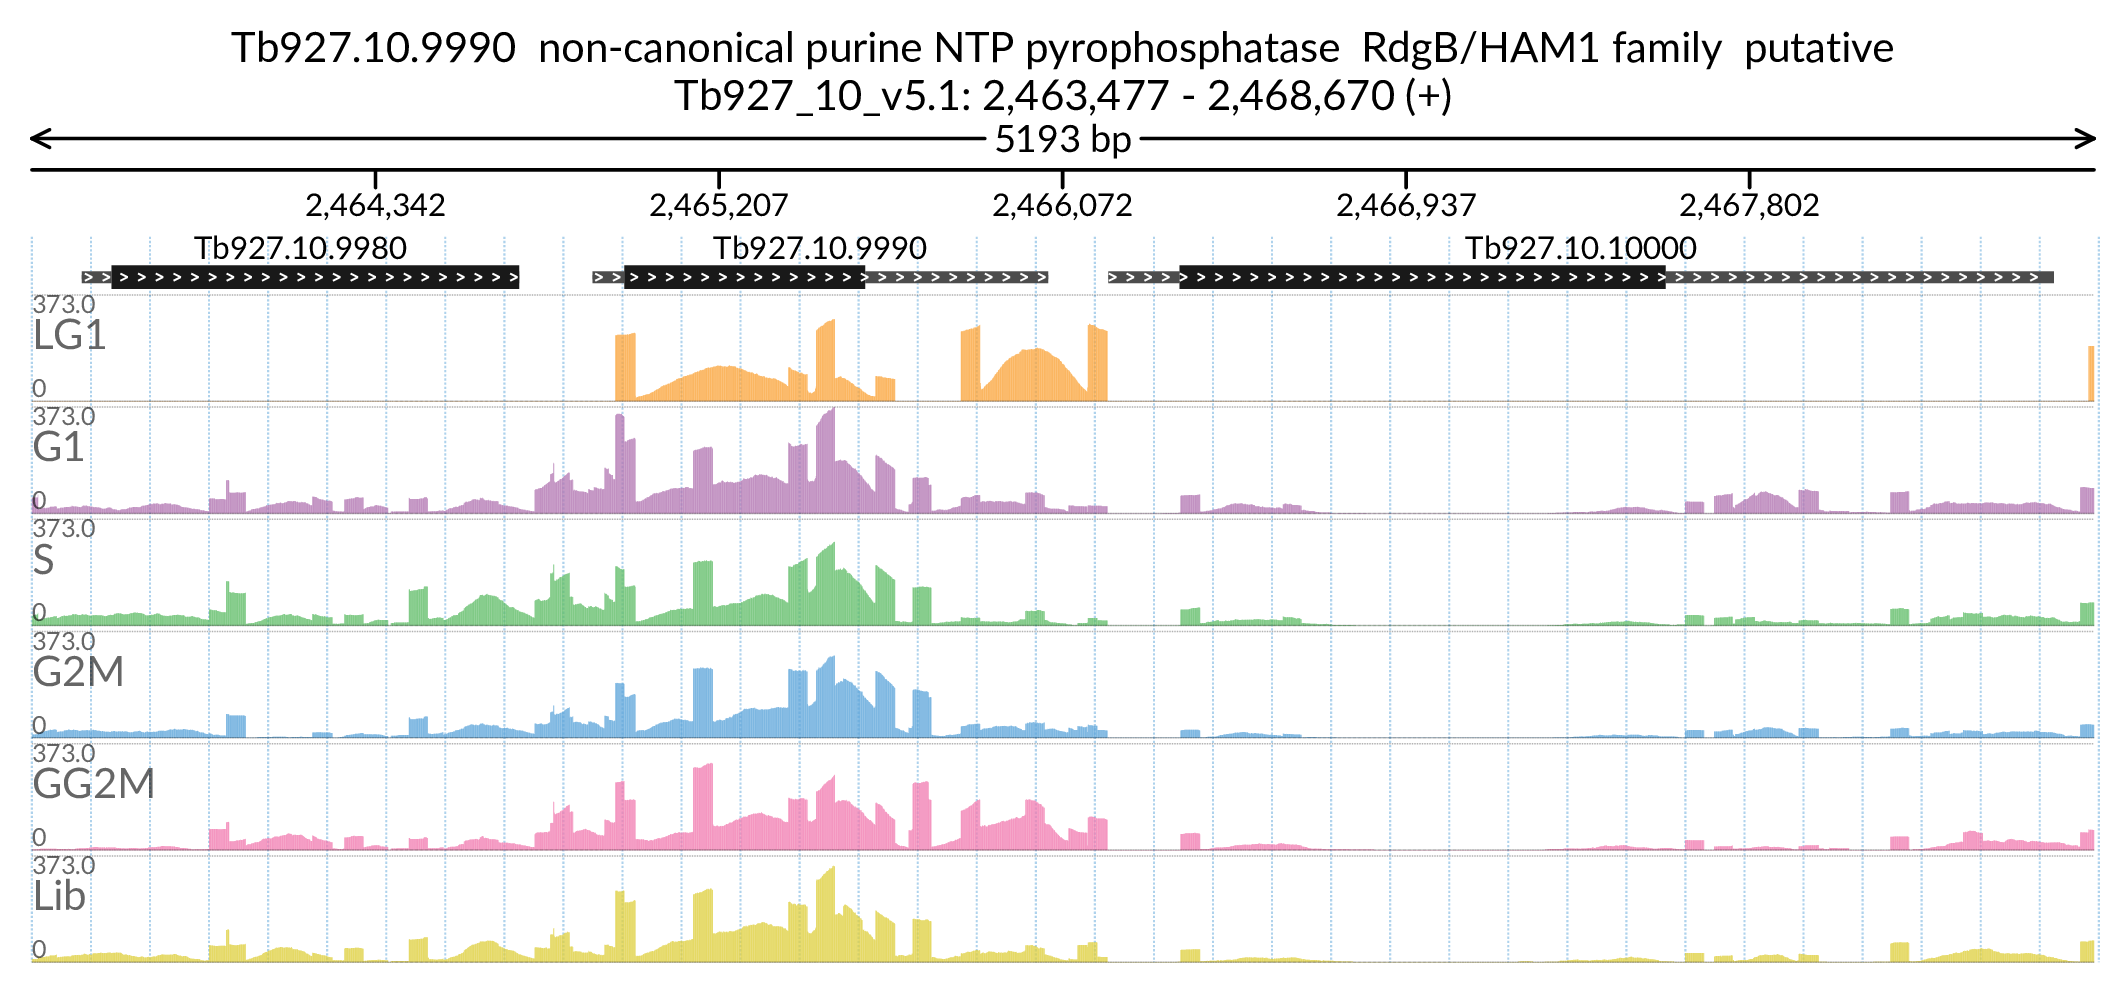 Tb927.10.9990  non-canonical purine NTP pyrophosphatase  RdgB/HAM1 family  putative
Tb927_10_v5.1: 2,463,477 - 2,468,670 (+)
5193 bp
2,464,342 2,465,207 2,466,072 2,466,937 2,467,802
Tb927.10.9980 Tb927.10.9990 Tb927.10.10000
373.0
LG1
0
373.0
G1
0
373.0
S
0
373.0
G2M
0
373.0
GG2M
0
373.0
Lib
0